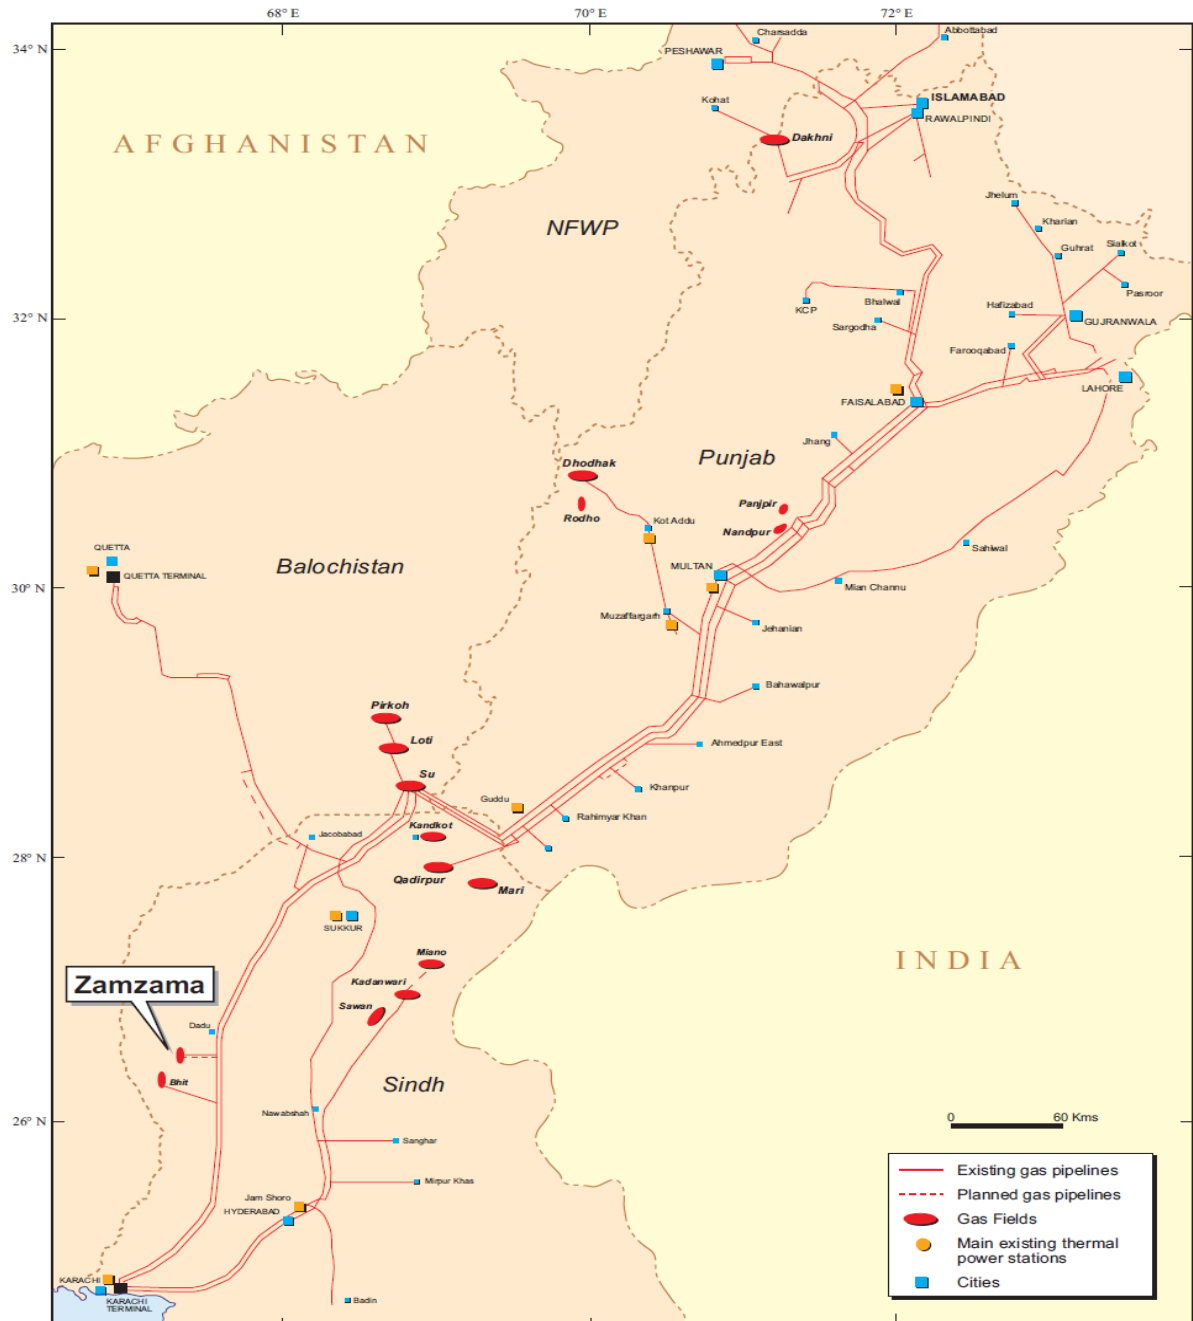 68° E
70° E
72° E
34° N
Charsadda
Abbottabad
PESHAWAR
Kohat
ISLAMABAD
RAWALPINDI
Dakhni
AFGHANISTAN
NFWP
Jhelum
Kharian
Guhrat
Sialkot
Pasroor
KCP
Bhalwal
Sargodha
Hafizabad
GUJRANWALA
32° N
Farooqabad
LAHORE
FAISALABAD
Jhang
Punjab
Dhodhak
Rodho
Panjpir
Nandpur
Kot Addu
QUETTA
QUETTA TERMINAL
Balochistan
MULTAN
Sahiwal
Mian Channu
30° N
Muzaffargarh
Jehanian
Bahawalpur
Pirkoh
Loti
Ahmedpur East
Su
Khanpur
Guddu
Rahimyar Khan
Jacobabad
Kandkot
28° N
Qadirpur
Mari
SUKKUR
Miano
INDIA
Zamzama
Kadanwari
Sawan
Dadu
Bhit
Sindh
26° N
Nawabshah
Sanghar
0 60 Kms
Mirpur Khas
Jam Shoro
HYDERABAD
KARACHI
KARACHI
TERMINAL
Badin
Existing gas pipelines
Planned gas pipelines
Gas Fields
Main existing thermal
power stations
Cities